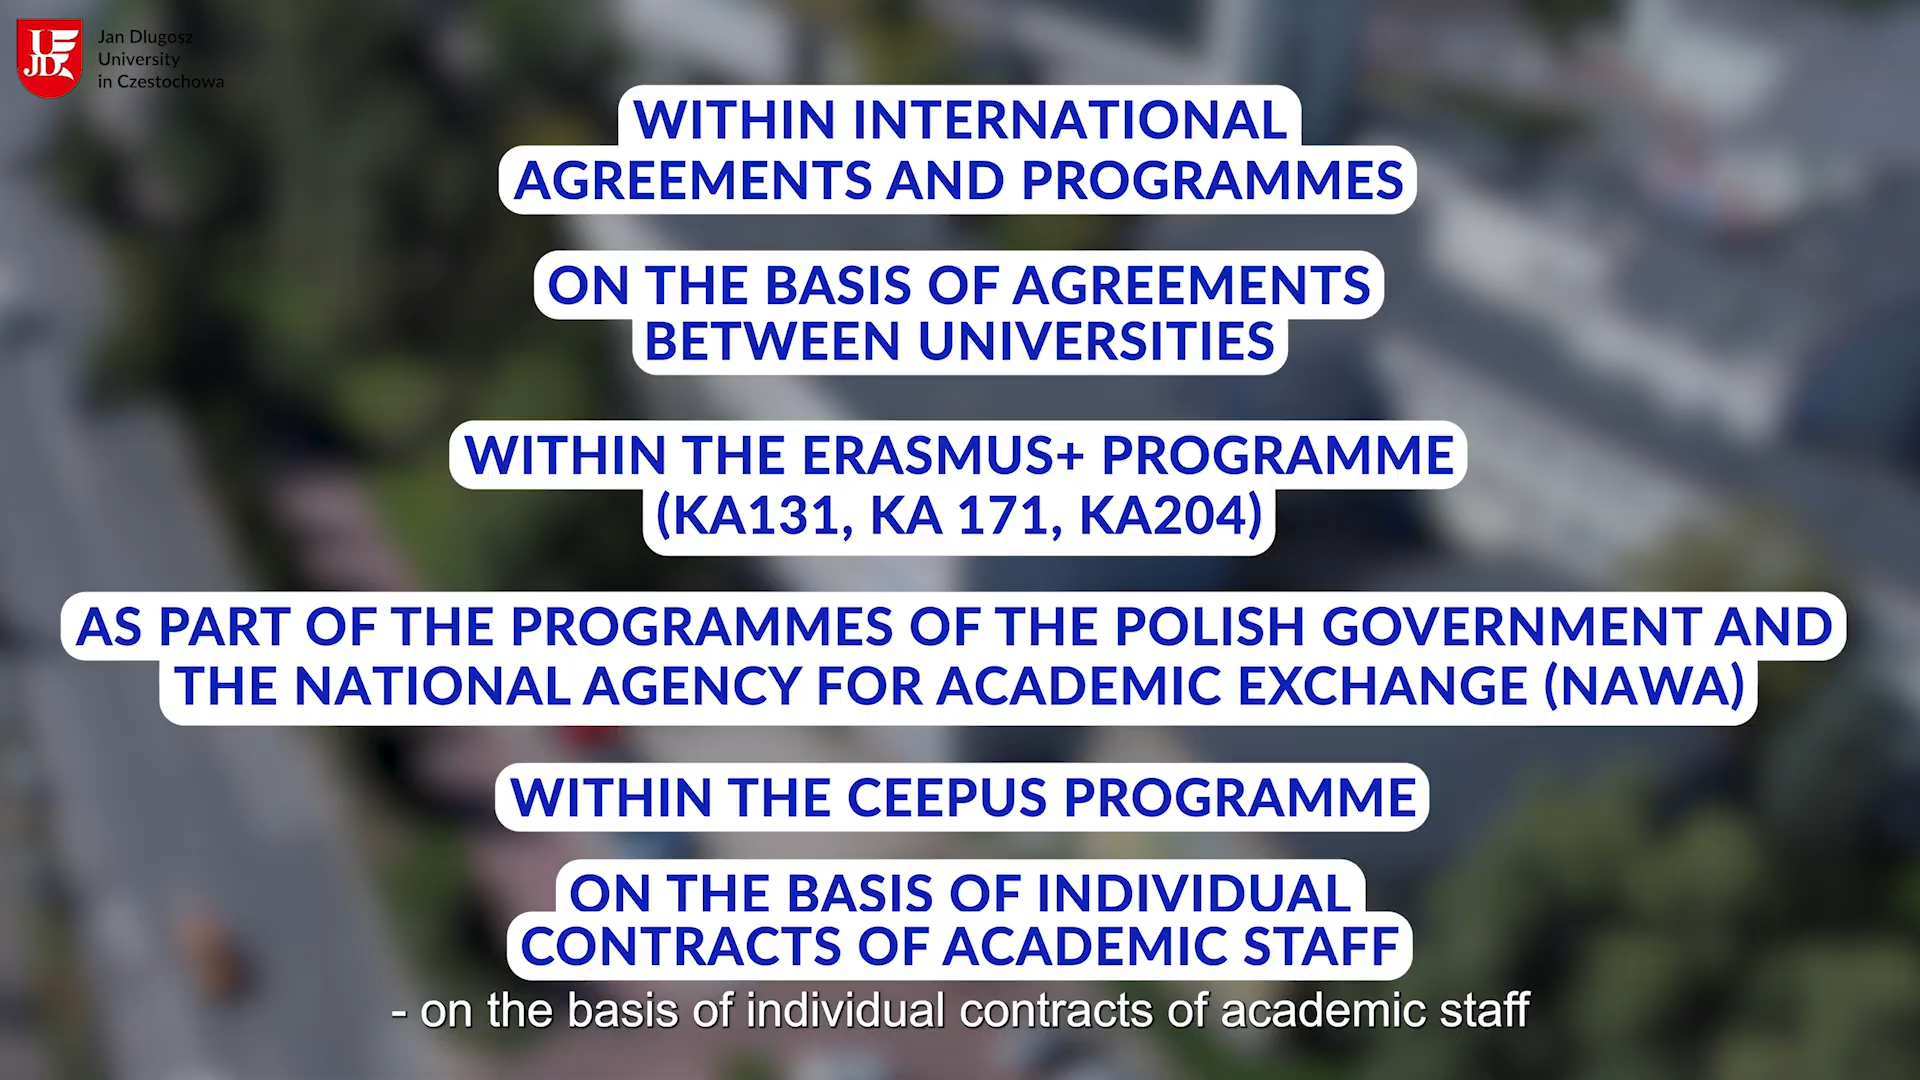 UJD
Jan Dlugosz
University
in Czestochowa
WITHIN INTERNATIONAL
AGREEMENTS AND PROGRAMMES
ON THE BASIS OF AGREEMENTS
BETWEEN UNIVERSITIES
WITHIN THE ERASMUS+ PROGRAMME
(KA131, KA 171, KA204)
AS PART OF THE PROGRAMMES OF THE POLISH GOVERNMENT AND
THE NATIONAL AGENCY FOR ACADEMIC EXCHANGE (NAWA)
WITHIN THE CEEPUS PROGRAMME
ON THE BASIS OF INDIVIDUAL
CONTRACTS OF ACADEMIC STAFF
- on the basis of individual contracts of academic staff